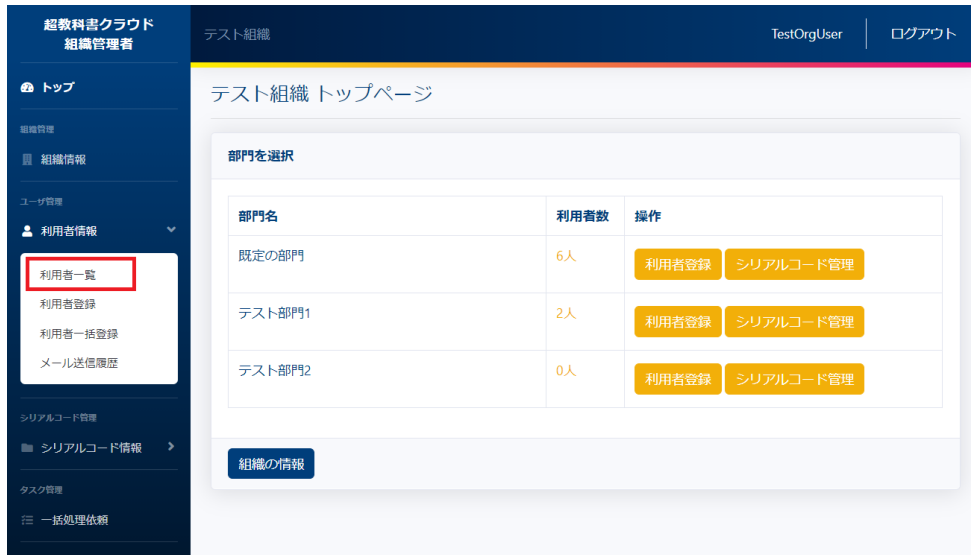 超教科書クラウド
組織管理者
テスト組織
TestOrgUser
ログアウト
トップ
組織管理
組織情報
ユーザ管理
利用者情報
利用者一覧
利用者登録
利用者一括登録
メール送信履歴
シリアルコード管理
シリアルコード情報
タスク管理
一括処理依頼
テスト組織 トップページ
部門を選択
部門名 利用者数 操作
既定の部門 6人 利用者登録 シリアルコード管理
テスト部門1 2人 利用者登録 シリアルコード管理
テスト部門2 0人 利用者登録 シリアルコード管理
組織の情報